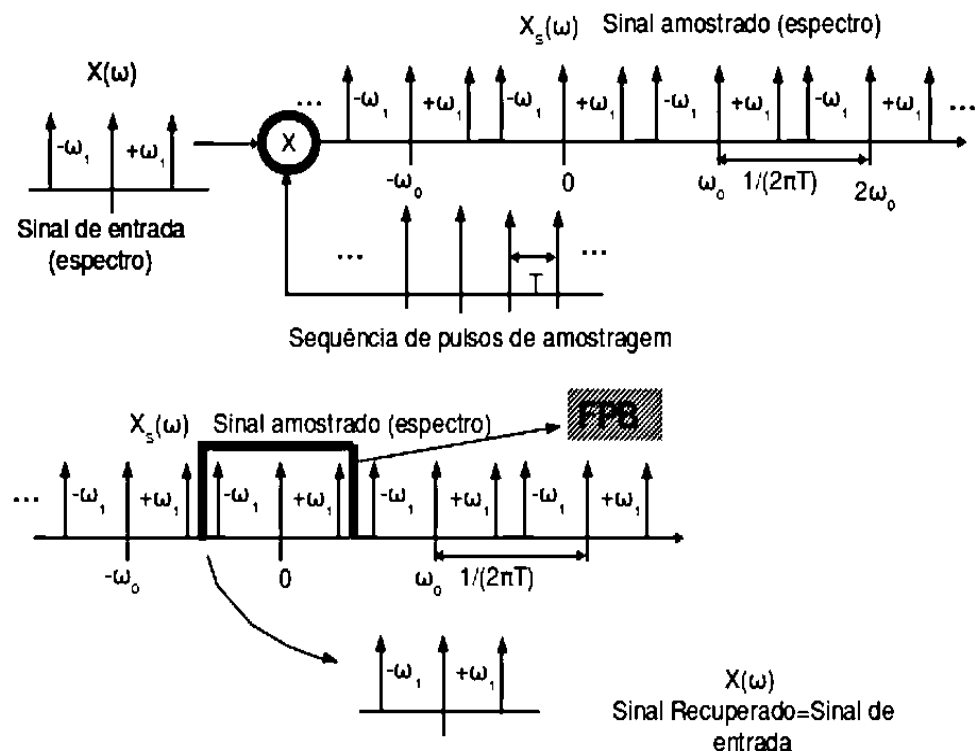 X_s(ω) Sinal amostrado (espectro)
X(ω)
... -ω_1 +ω_1 -ω_1 +ω_1 -ω_1 +ω_1 -ω_1 +ω_1 ...
-ω_1 +ω_1
X
-ω_0 0 ω_0 1/(2πT) 2ω_0
Sinal de entrada
(espectro)
... T ...
Sequência de pulsos de amostragem
X_s(ω) Sinal amostrado (espectro)
FPB
... -ω_1 +ω_1 -ω_1 +ω_1 -ω_1 +ω_1 -ω_1 +ω_1
-ω_0 0 ω_0 1/(2πT)
-ω_1 +ω_1
X(ω)
Sinal Recuperado=Sinal de
entrada